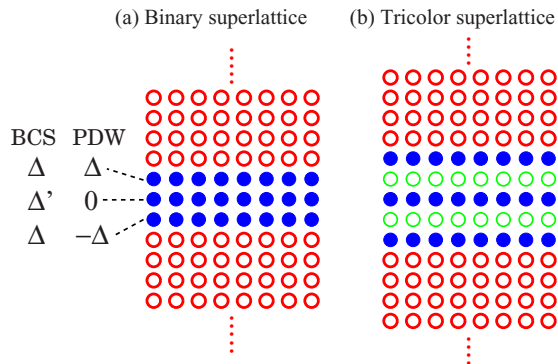 (a) Binary superlattice
(b) Tricolor superlattice
BCS PDW
Δ Δ
Δ' 0
Δ −Δ